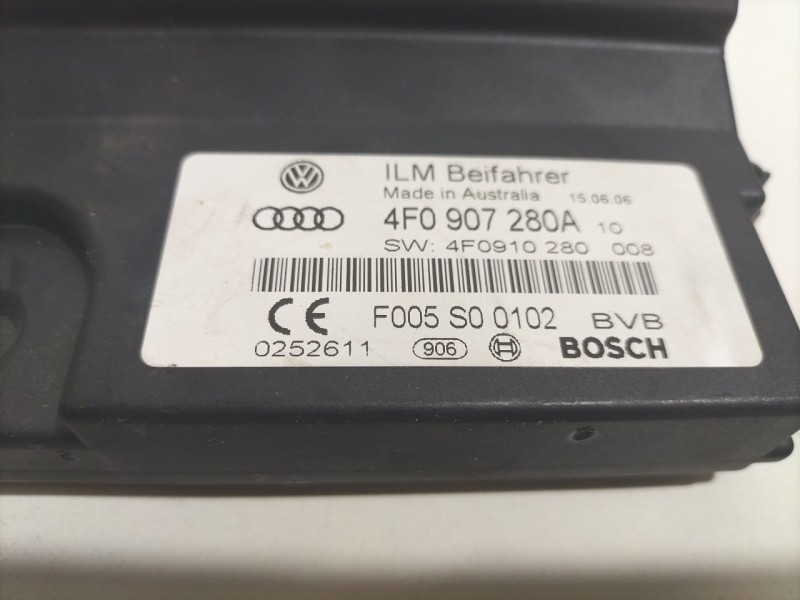 ILM Beifahrer
Made in Australia 15.06.06
4F0 907 280A 10
SW: 4F0910 280 008
CE F005 S0 0102 BVB
0252611 906 BOSCH